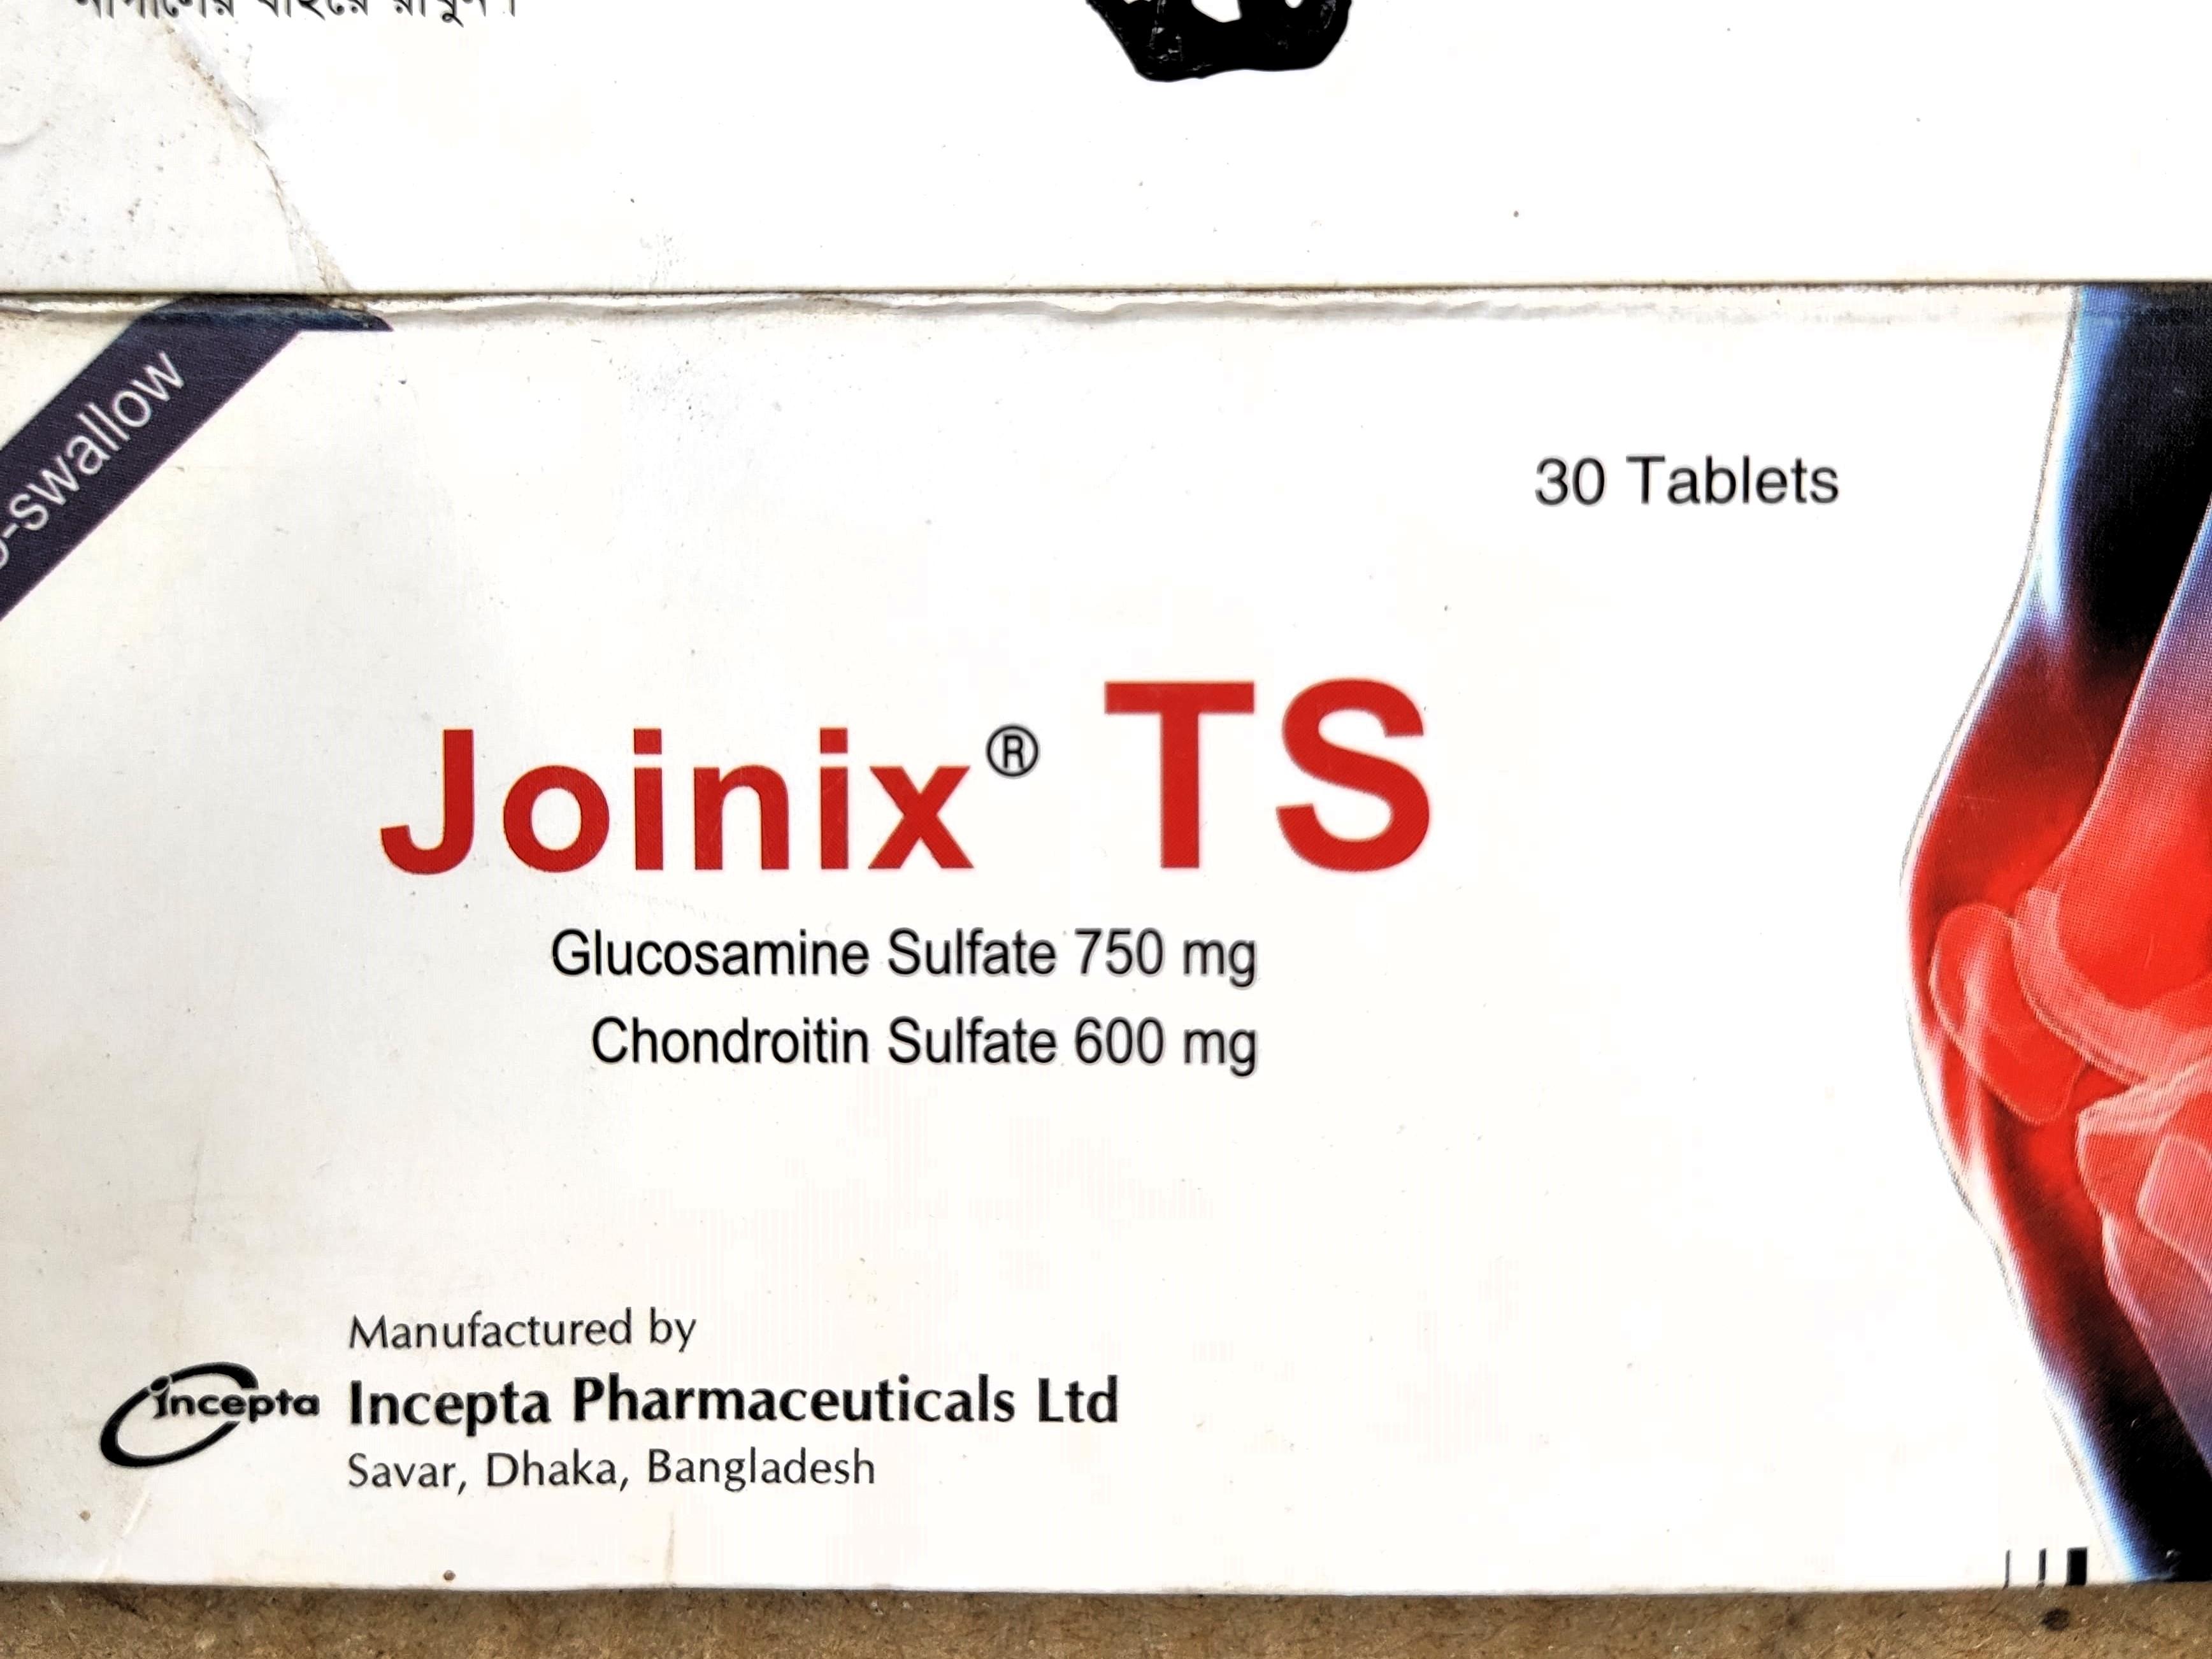 বাইরে রাখুন।
-swallow
30 Tablets
Joinix® TS
Glucosamine Sulfate 750 mg
Chondroitin Sulfate 600 mg
Manufactured by
incepta
Incepta Pharmaceuticals Ltd
Savar, Dhaka, Bangladesh